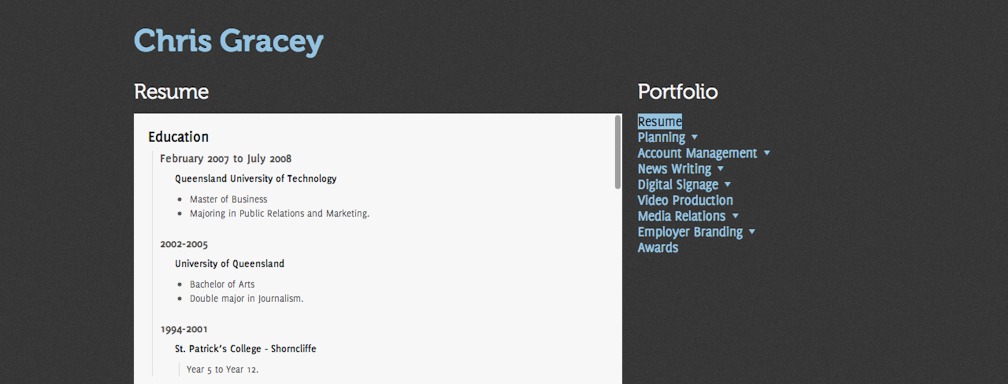 Chris Gracey
Resume
Education
February 2007 to July 2008
Queensland University of Technology
Master of Business
Majoring in Public Relations and Marketing.
2002-2005
University of Queensland
Bachelor of Arts
Double major in Journalism.
1994-2001
St. Patrick's College - Shorncliffe
Year 5 to Year 12.
Portfolio
Resume
Planning
Account Management
News Writing
Digital Signage
Video Production
Media Relations
Employer Branding
Awards